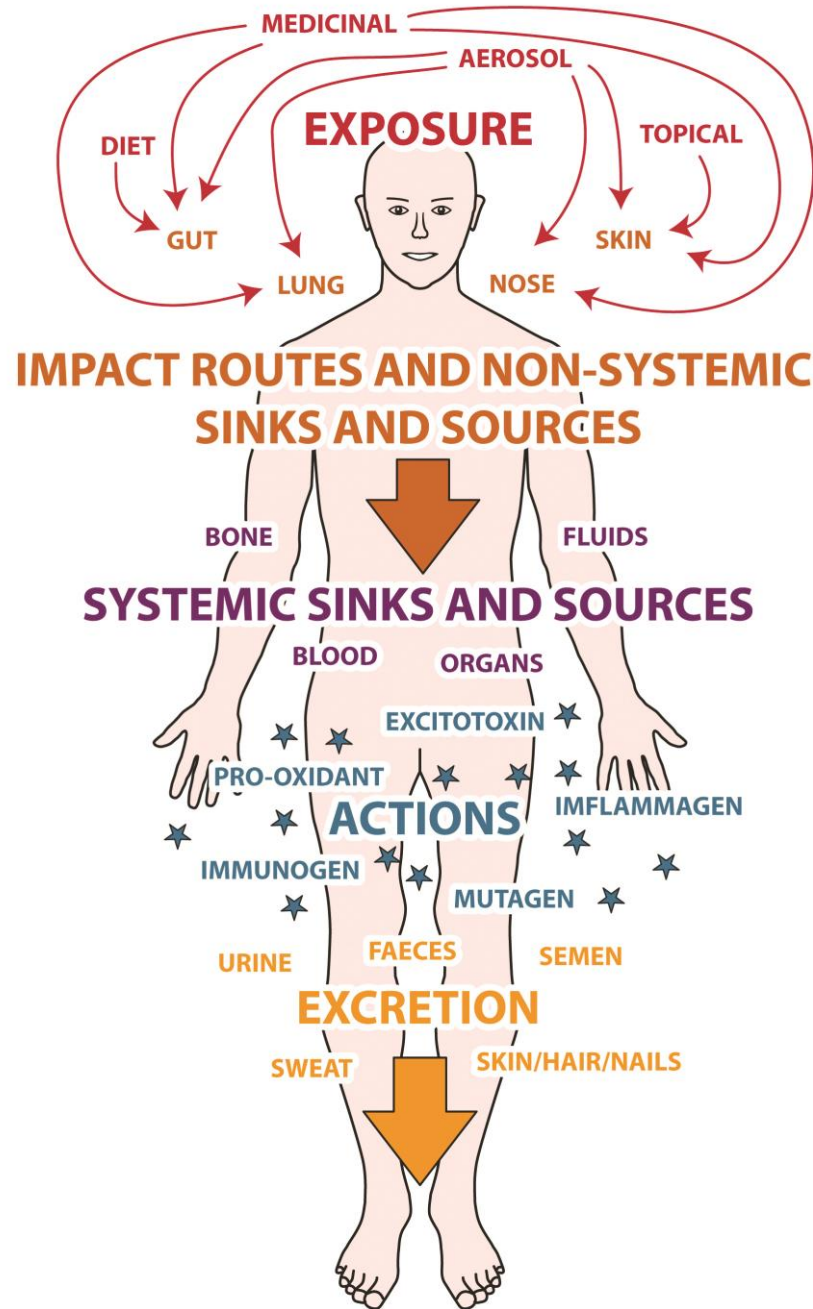 MEDICINAL
AEROSOL
EXPOSURE
DIET
TOPICAL
GUT
SKIN
LUNG
NOSE
IMPACT ROUTES AND NON-SYSTEMIC
SINKS AND SOURCES
BONE
FLUIDS
SYSTEMIC SINKS AND SOURCES
BLOOD
ORGANS
EXCITOTOXIN
PRO-OXIDANT
ACTIONS
IMFLAMMAGEN
IMMUNOGEN
MUTAGEN
URINE
FAECES
SEMEN
EXCRETION
SWEAT
SKIN/HAIR/NAILS